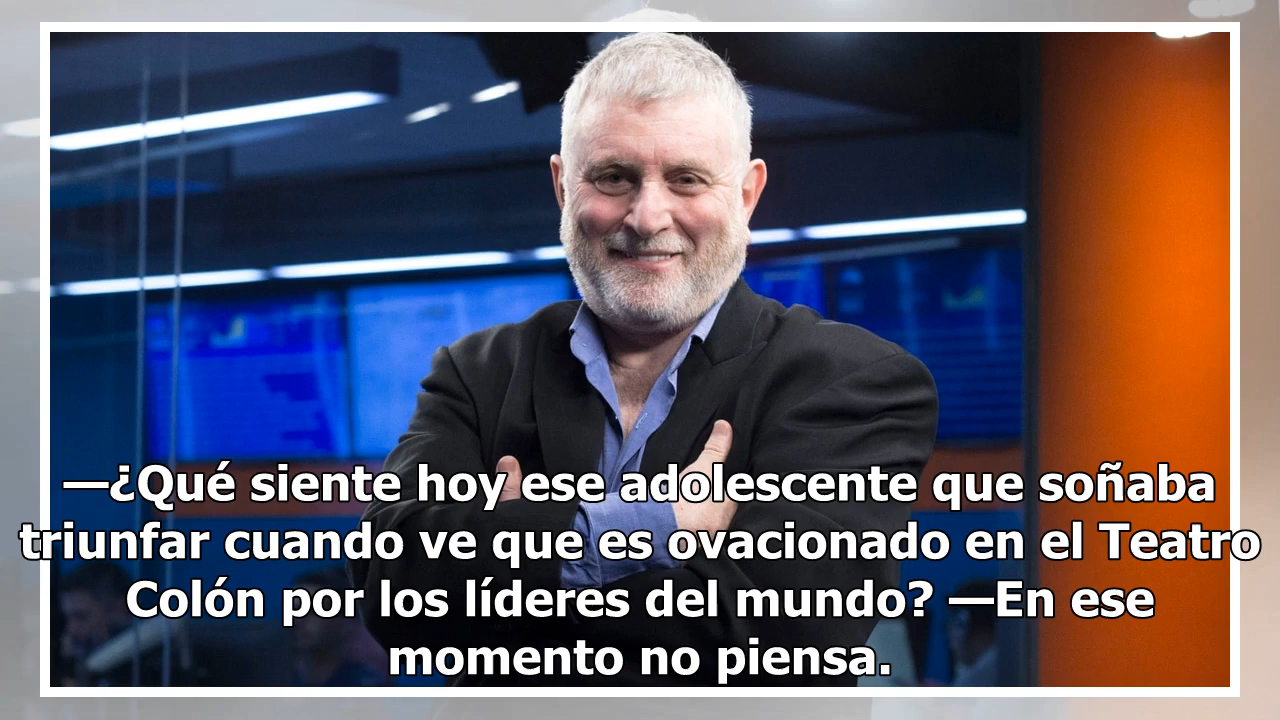 —¿Qué siente hoy ese adolescente que soñaba
triunfar cuando ve que es ovacionado en el Teatro
Colón por los líderes del mundo? —En ese
momento no piensa.